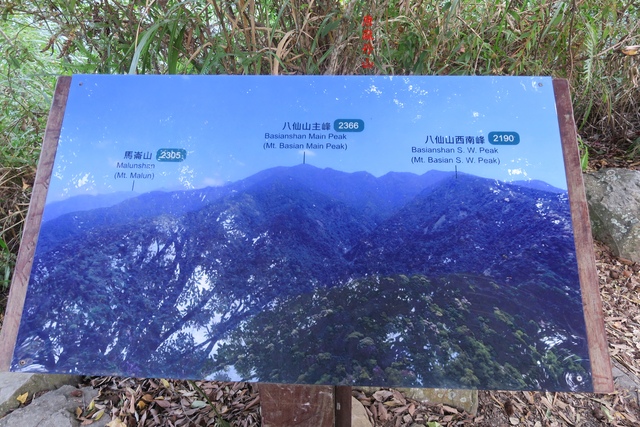 馬崙山 2305
Malunshan
(Mt. Malun)
八仙山主峰 2366
Basianshan Main Peak
(Mt. Basian Main Peak)
八仙山西南峰 2190
Basianshan S. W. Peak
(Mt. Basian S. W. Peak)